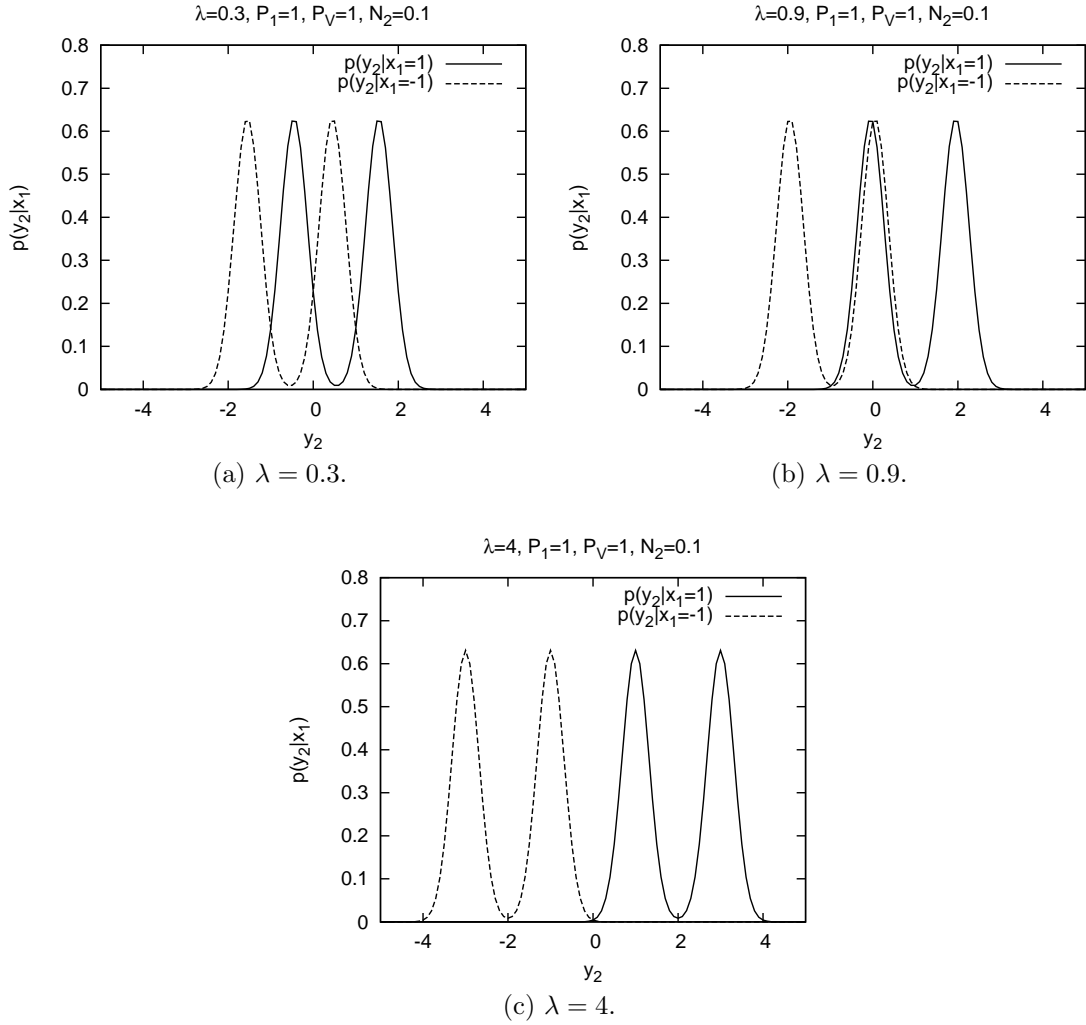 λ=0.3, P₁=1, P_V=1, N₂=0.1
p(y₂|x₁)
0.8
0.7
0.6
0.5
0.4
0.3
0.2
0.1
0
p(y₂|x₁=1)
p(y₂|x₁=-1)
-4 -2 0 2 4
y₂
(a) λ = 0.3.
λ=0.9, P₁=1, P_V=1, N₂=0.1
p(y₂|x₁)
0.8
0.7
0.6
0.5
0.4
0.3
0.2
0.1
0
p(y₂|x₁=1)
p(y₂|x₁=-1)
-4 -2 0 2 4
y₂
(b) λ = 0.9.
λ=4, P₁=1, P_V=1, N₂=0.1
p(y₂|x₁)
0.8
0.7
0.6
0.5
0.4
0.3
0.2
0.1
0
p(y₂|x₁=1)
p(y₂|x₁=-1)
-4 -2 0 2 4
y₂
(c) λ = 4.